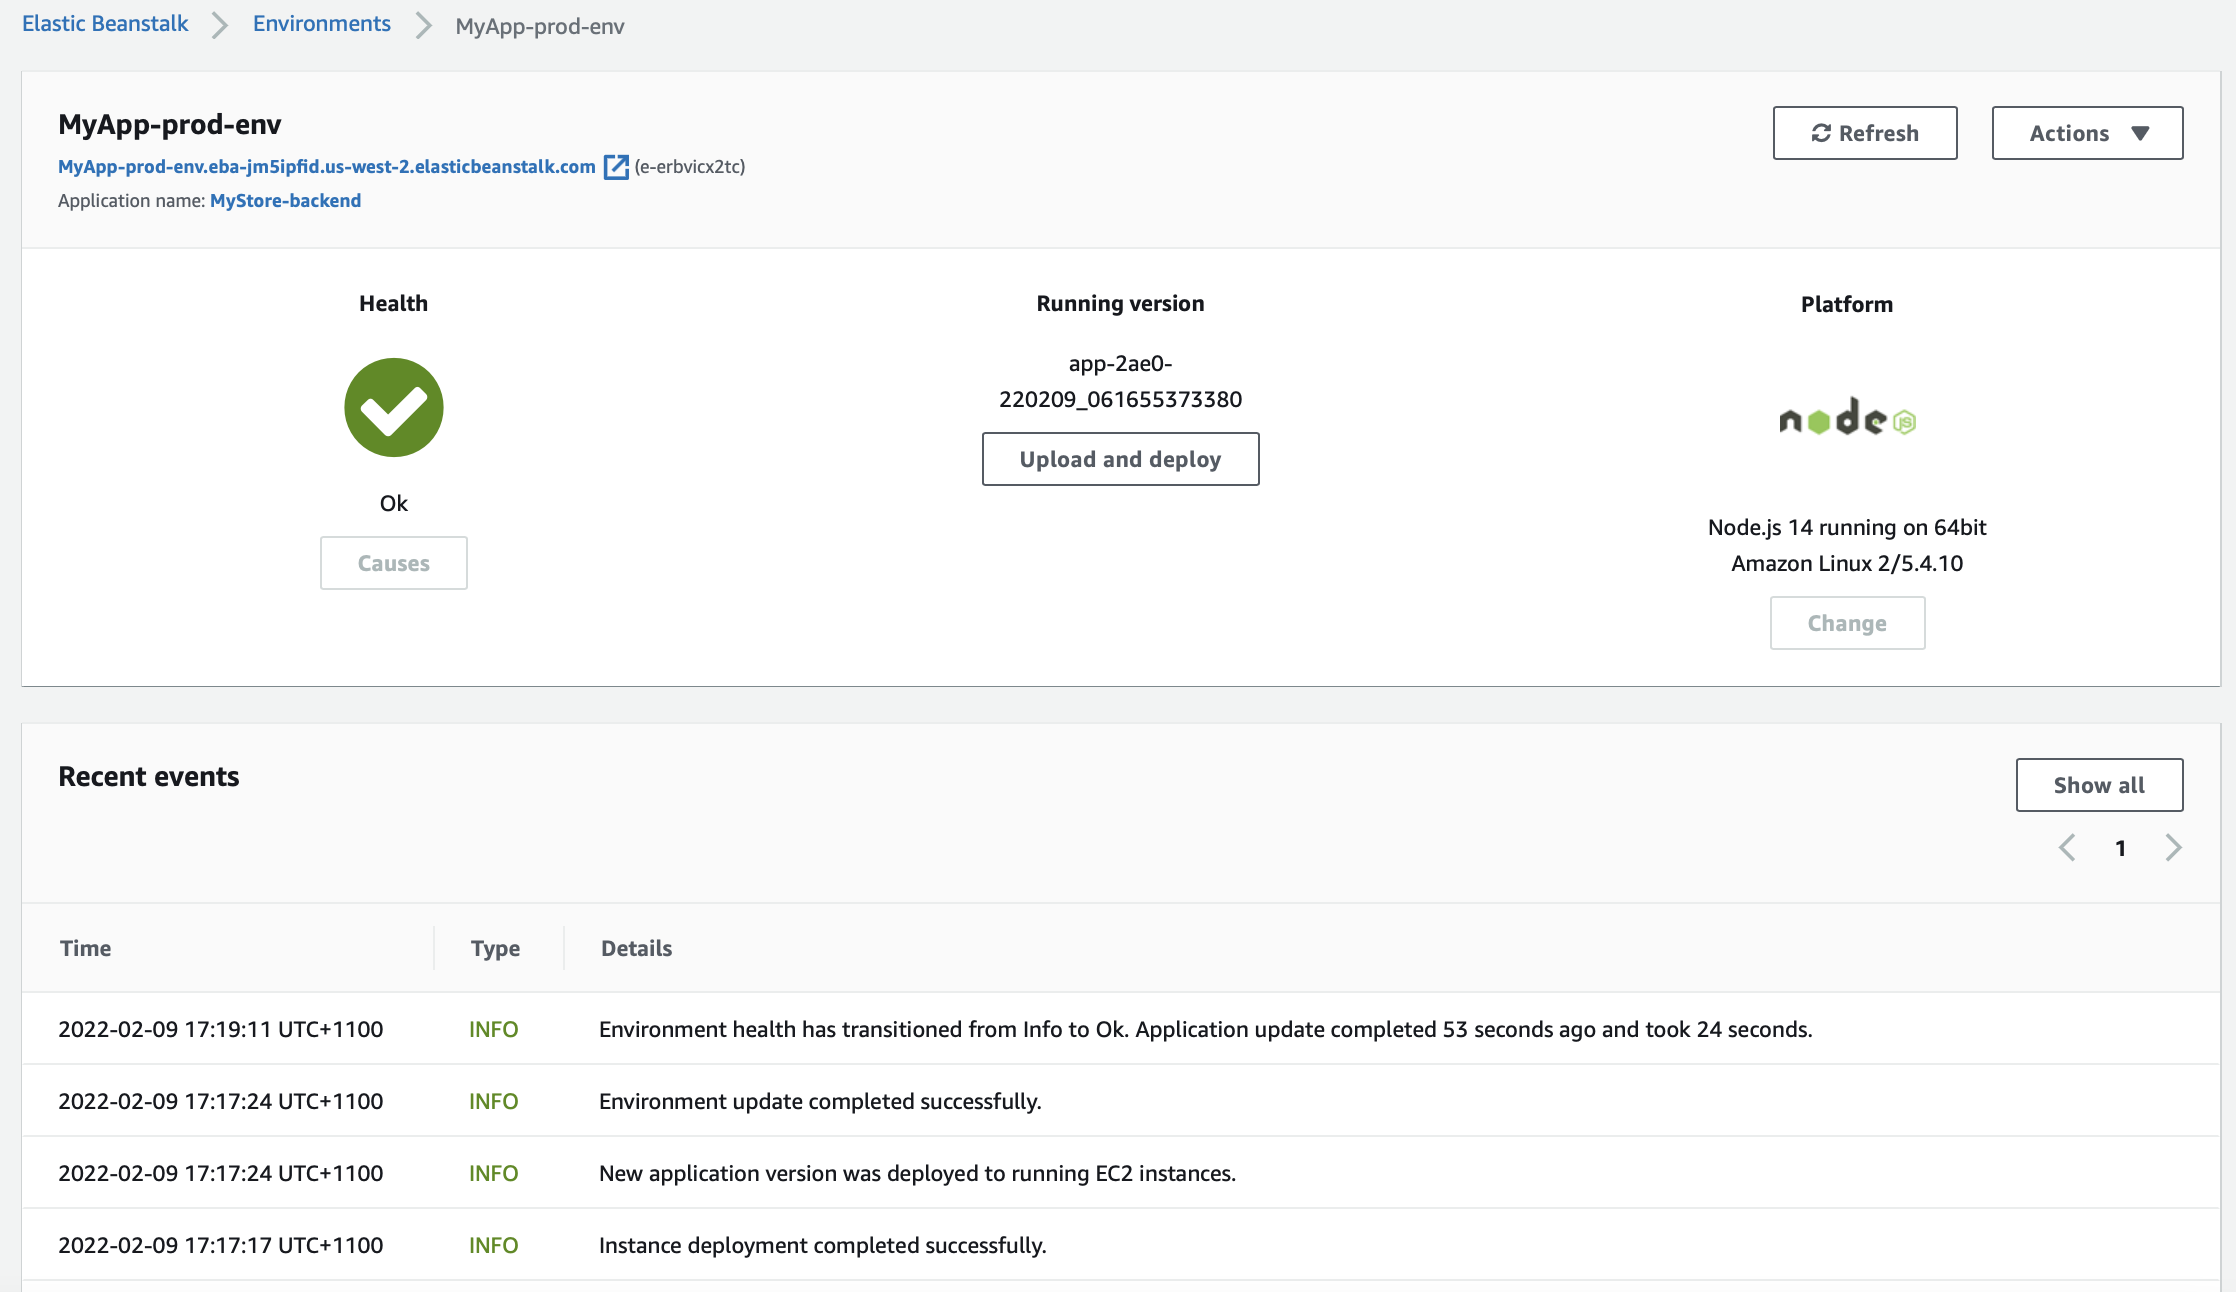 Elastic Beanstalk > Environments > MyApp-prod-env
MyApp-prod-env
Refresh
Actions
MyApp-prod-env.eba-jm5ipfid.us-west-2.elasticbeanstalk.com (e-erbvicx2tc)
Application name: MyStore-backend
Health
Ok
Causes
Running version
app-2ae0-
220209_061655373380
Upload and deploy
Platform
node JS
Node.js 14 running on 64bit
Amazon Linux 2/5.4.10
Change
Recent events
Show all
1
Time Type Details
2022-02-09 17:19:11 UTC+1100 INFO Environment health has transitioned from Info to Ok. Application update completed 53 seconds ago and took 24 seconds.
2022-02-09 17:17:24 UTC+1100 INFO Environment update completed successfully.
2022-02-09 17:17:24 UTC+1100 INFO New application version was deployed to running EC2 instances.
2022-02-09 17:17:17 UTC+1100 INFO Instance deployment completed successfully.